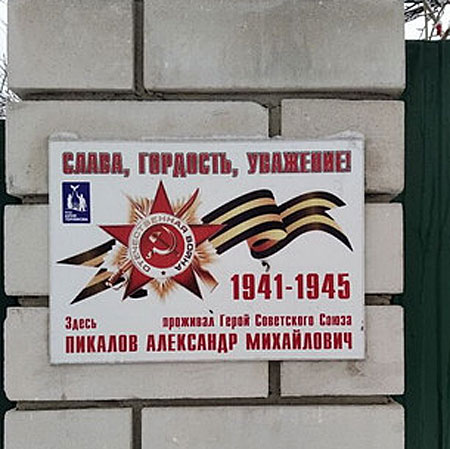 СЛАВА, ГОРДОСТЬ, УВАЖЕНИЕ!
ОТЕЧЕСТВЕННАЯ ВОЙНА
1941-1945
Здесь проживал Герой Советского Союза
ПИКАЛОВ АЛЕКСАНДР МИХАЙЛОВИЧ